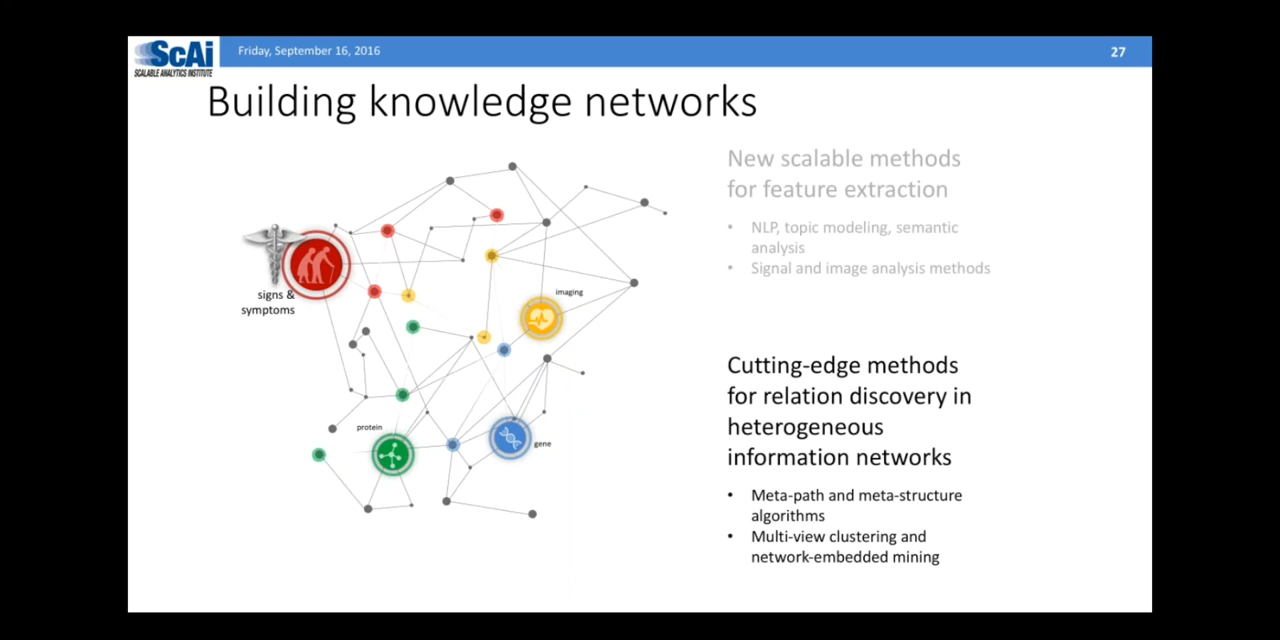 ScAi
SCALABLE ANALYTICS INSTITUTE
Friday, September 16, 2016
27
Building knowledge networks
signs &
symptoms
imaging
protein
gene
New scalable methods
for feature extraction
• NLP, topic modeling, semantic
analysis
• Signal and image analysis methods
Cutting-edge methods
for relation discovery in
heterogeneous
information networks
• Meta-path and meta-structure
algorithms
• Multi-view clustering and
network-embedded mining